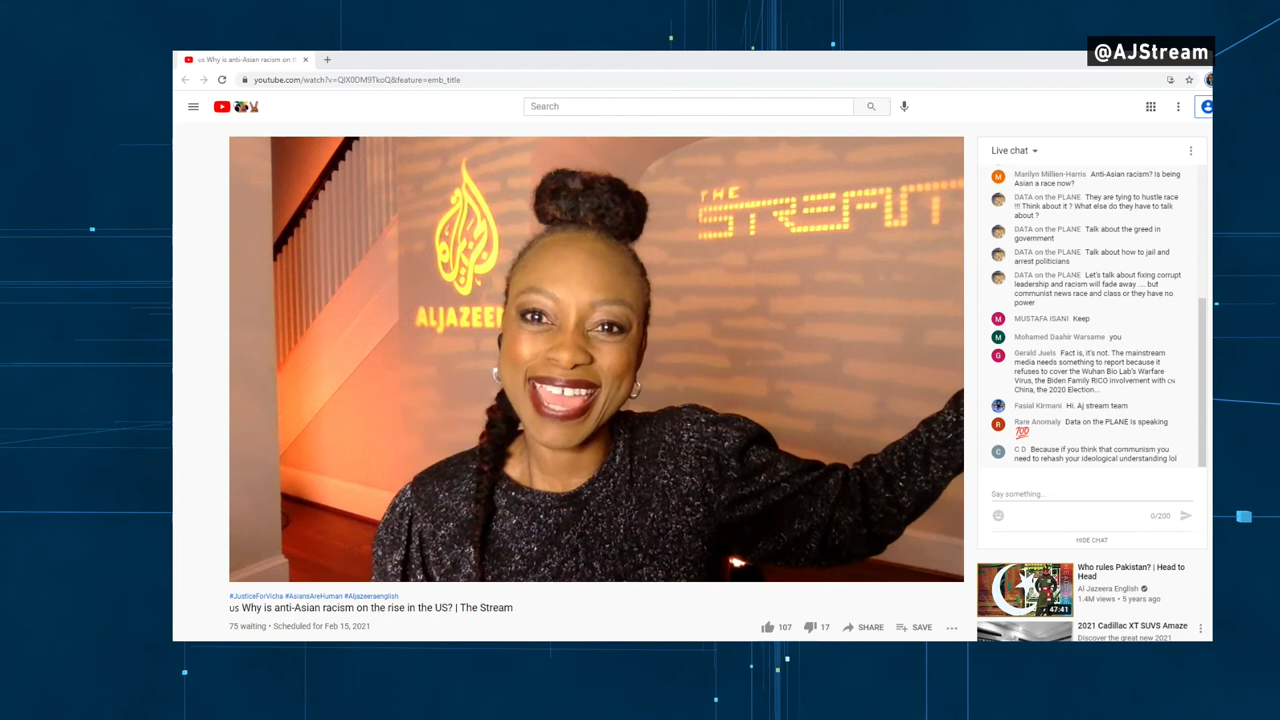 @AJStream
us Why is anti-Asian racism on th
youtube.com/watch?v=QIX0DM9TkoQ&feature=emb_title
Search
THE
STREAM
ALJAZEE
Live chat
M Marilyn Millien-Harris Anti-Asian racism? Is being
Asian a race now?
DATA on the PLANE They are tying to hustle race
!!! Think about it ? What else do they have to talk
about ?
DATA on the PLANE Talk about the greed in
government
DATA on the PLANE Talk about how to jail and
arrest politicians
DATA on the PLANE Let's talk about fixing corrupt
leadership and racism will fade away .... but
communist news race and class or they have no
power
M MUSTAFA ISANI Keep
M Mohamed Daahir Warsame you
G Gerald Juels Fact is, it's not. The mainstream
media needs something to report because it
refuses to cover the Wuhan Bio Lab's Warfare
Virus, the Biden Family RICO involvement with CN
China, the 2020 Election...
Fasial Kirmani Hi, Aj stream team
R Rare Anomaly Data on the PLANE Is speaking
💯
C C D Because if you think that communism you
need to rehash your ideological understanding lol
Say something...
0/200
HIDE CHAT
#JusticeForVicha #AsiansAreHuman #Aljazeeraenglish
us Why is anti-Asian racism on the rise in the US? | The Stream
75 waiting • Scheduled for Feb 15, 2021
107
17
SHARE
SAVE
Who rules Pakistan? | Head to
Head
Al Jazeera English
1.4M views • 5 years ago
47:41
2021 Cadillac XT SUVS Amaze
Discover the great new 2021